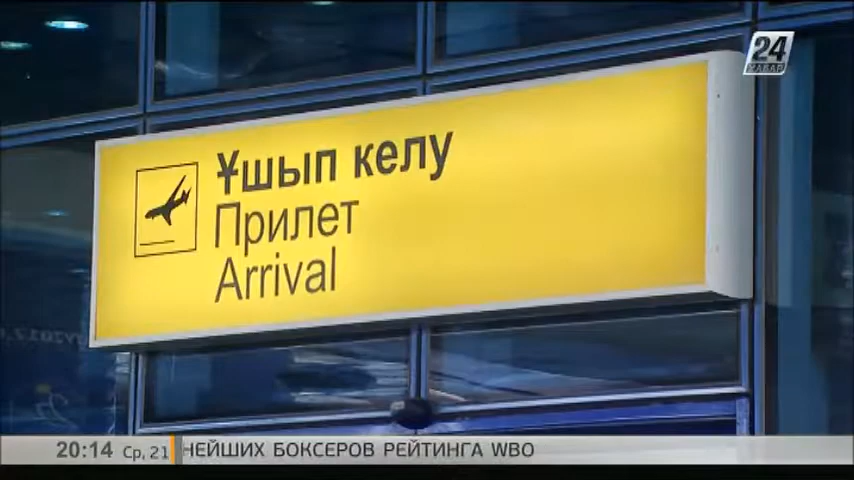 24
ХАБАР
Ұшып келу
Прилет
Arrival
20:14 Ср, 21 НЕЙШИХ БОКСЕРОВ РЕЙТИНГА WBO